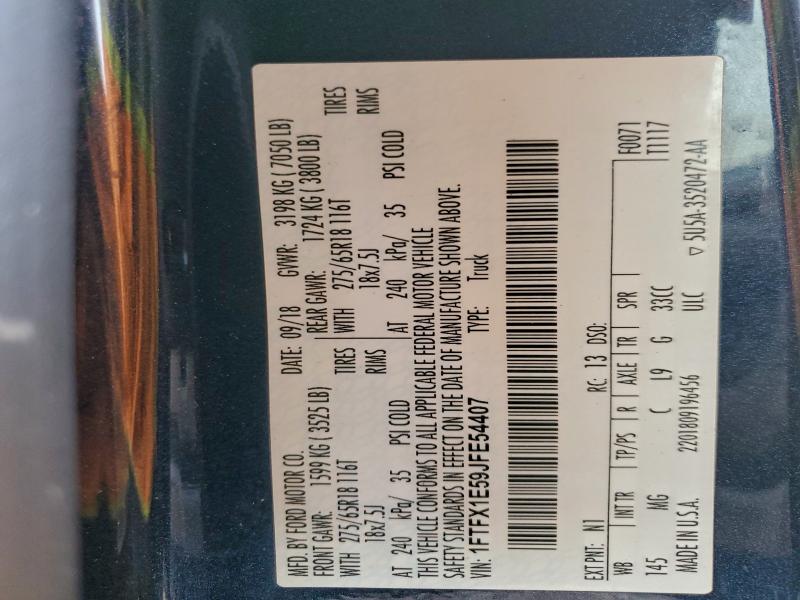 MFD. BY FORD MOTOR CO. DATE: 09/18 GVWR: 3198 KG ( 7050 LB)
FRONT GAWR: 1599 KG ( 3525 LB) REAR GAWR: 1724 KG ( 3800 LB)
WITH 275/65R18 116T TIRES WITH 275/65R18 116T TIRES
18x7.5J RIMS 18x7.5J RIMS
AT 240 kPa/ 35 PSI COLD AT 240 kPa/ 35 PSI COLD
THIS VEHICLE CONFORMS TO ALL APPLICABLE FEDERAL MOTOR VEHICLE
SAFETY STANDARDS IN EFFECT ON THE DATE OF MANUFACTURE SHOWN ABOVE.
VIN: 1FTFX1E59JFE54407 TYPE: Truck
EXT PNT: N1 RC: 13 DSO: F0071
WB INT TR TP/PS R AXLE TR SPR T1117
145 MG C L9 G 33CC
MADE IN U.S.A. 2201809196456 ULC ▽ 5U5A-3520472-AA